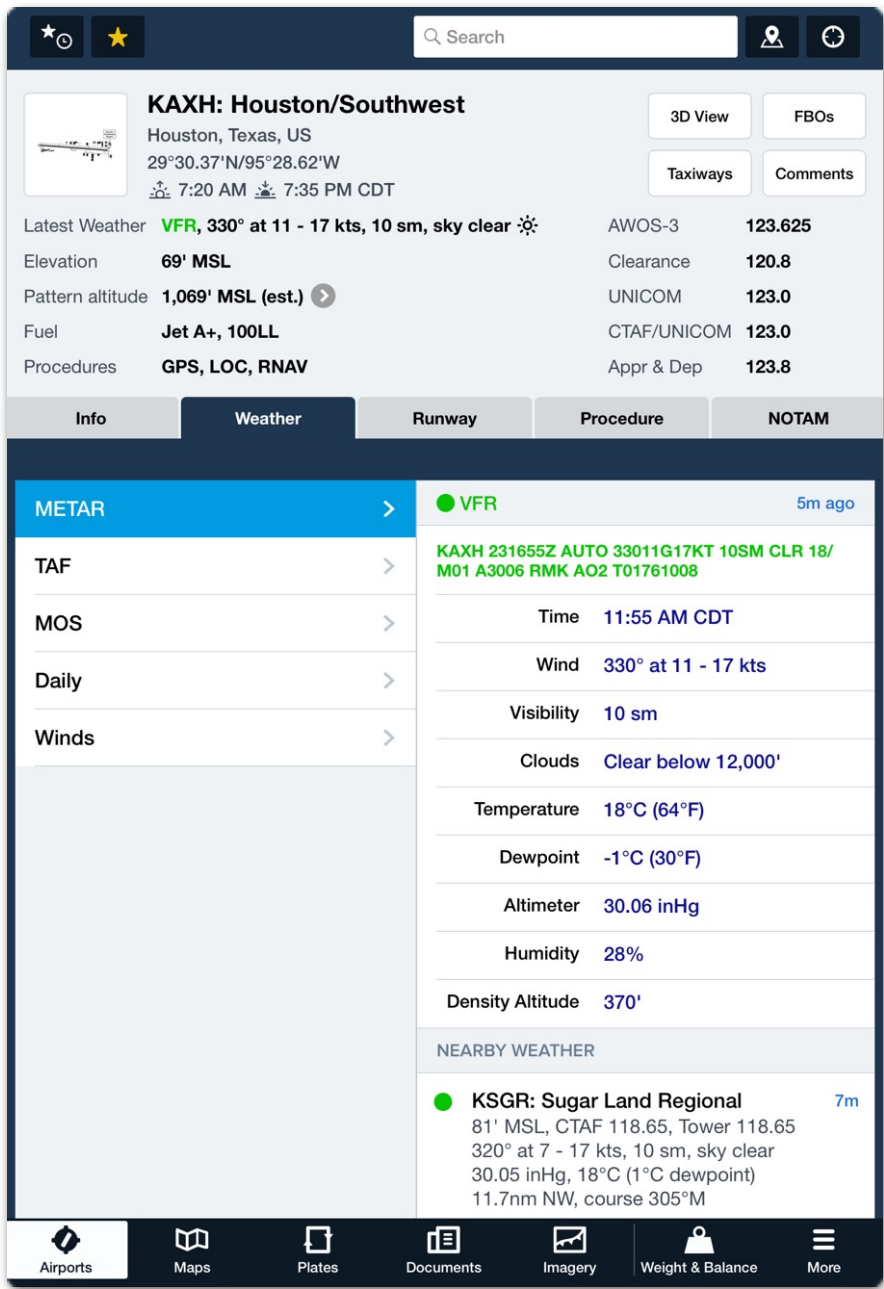 Search
KAXH: Houston/Southwest
Houston, Texas, US
29°30.37'N/95°28.62'W
7:20 AM 7:35 PM CDT
3D View
FBOs
Taxiways
Comments
Latest Weather VFR, 330° at 11 - 17 kts, 10 sm, sky clear
Elevation 69' MSL
Pattern altitude 1,069' MSL (est.)
Fuel Jet A+, 100LL
Procedures GPS, LOC, RNAV
AWOS-3 123.625
Clearance 120.8
UNICOM 123.0
CTAF/UNICOM 123.0
Appr & Dep 123.8
Info
Weather
Runway
Procedure
NOTAM
METAR
TAF
MOS
Daily
Winds
VFR 5m ago
KAXH 231655Z AUTO 33011G17KT 10SM CLR 18/
M01 A3006 RMK AO2 T01761008
Time 11:55 AM CDT
Wind 330° at 11 - 17 kts
Visibility 10 sm
Clouds Clear below 12,000'
Temperature 18°C (64°F)
Dewpoint -1°C (30°F)
Altimeter 30.06 inHg
Humidity 28%
Density Altitude 370'
NEARBY WEATHER
KSGR: Sugar Land Regional 7m
81' MSL, CTAF 118.65, Tower 118.65
320° at 7 - 17 kts, 10 sm, sky clear
30.05 inHg, 18°C (1°C dewpoint)
11.7nm NW, course 305°M
Airports
Maps
Plates
Documents
Imagery
Weight & Balance
More